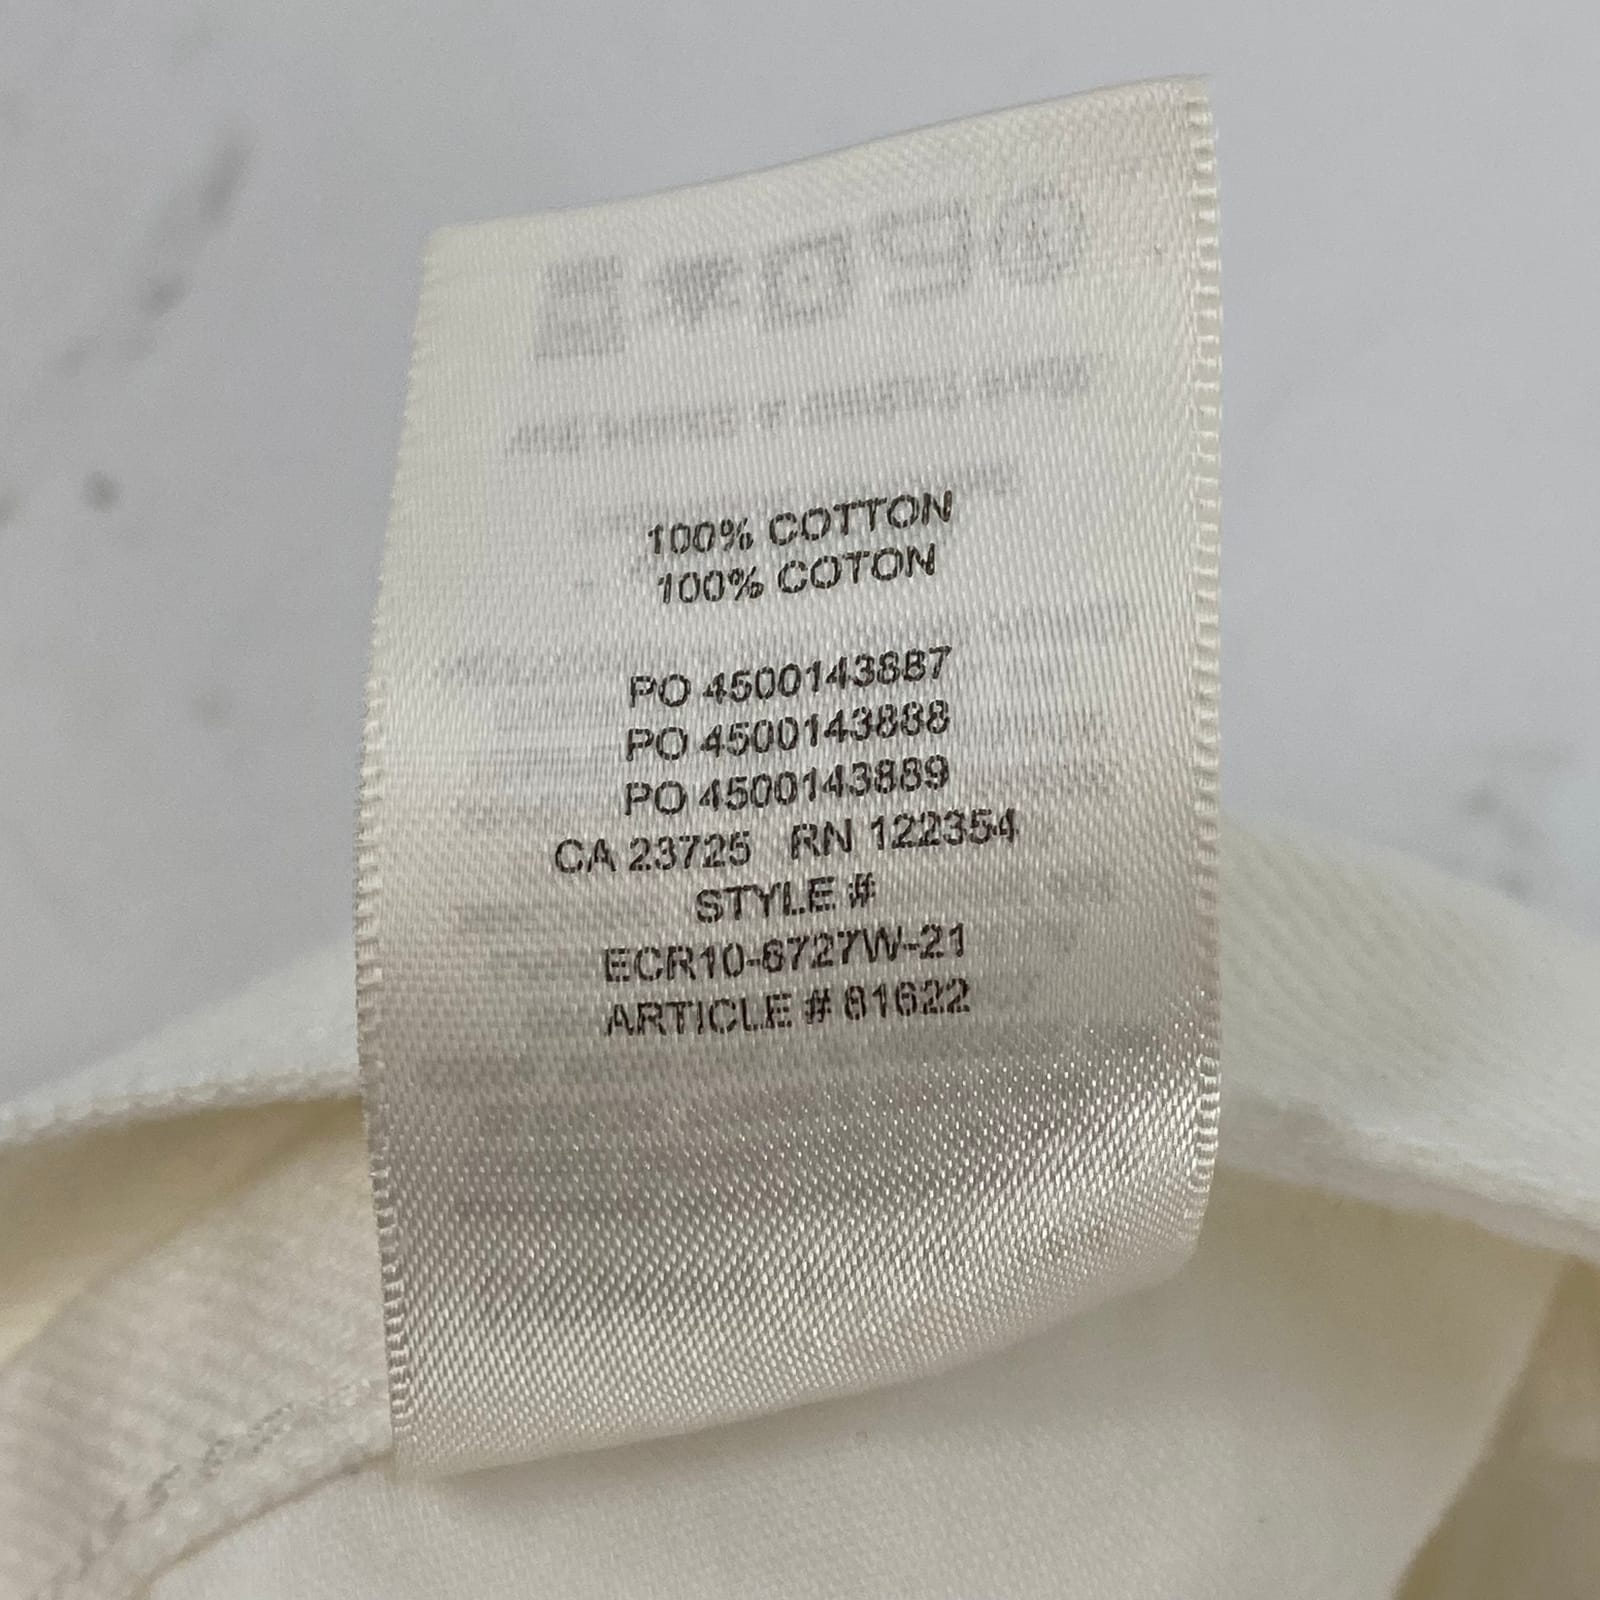 100% COTTON
100% COTON
PO 4500143887
PO 4500143888
PO 4500143889
CA 23725 RN 122354
STYLE #
ECR10-6727W-21
ARTICLE # 81622